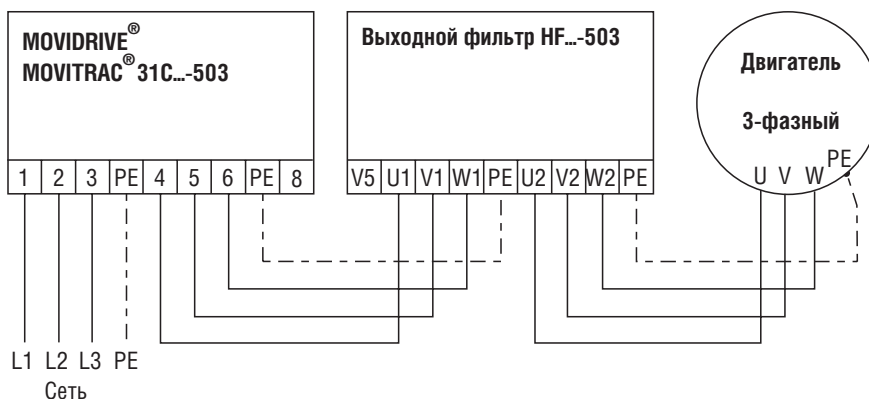 MOVIDRIVE®
MOVITRAC® 31C...-503
Выходной фильтр HF...-503
Двигатель
3-фазный
1 2 3 PE 4 5 6 PE 8
V5 U1 V1 W1 PE U2 V2 W2 PE
U V W PE
L1 L2 L3 PE
Сеть